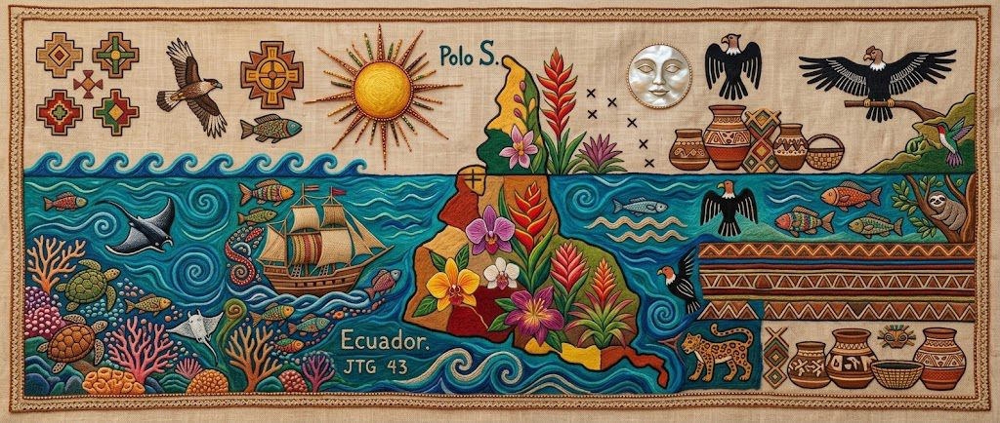 Polo S.
Ecuador.
JTG 43